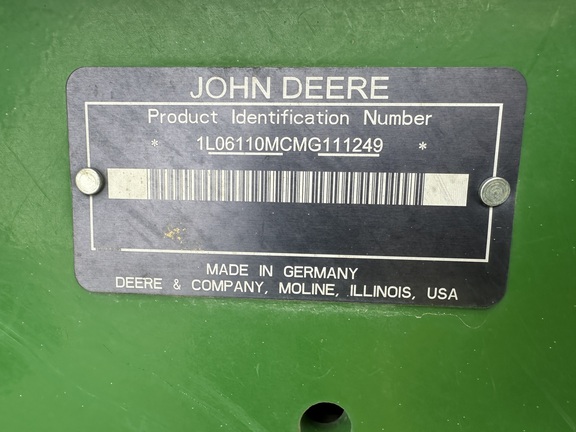 JOHN DEERE
Product Identification Number
* 1L06110MCMG111249 *
MADE IN GERMANY
DEERE & COMPANY, MOLINE, ILLINOIS, USA